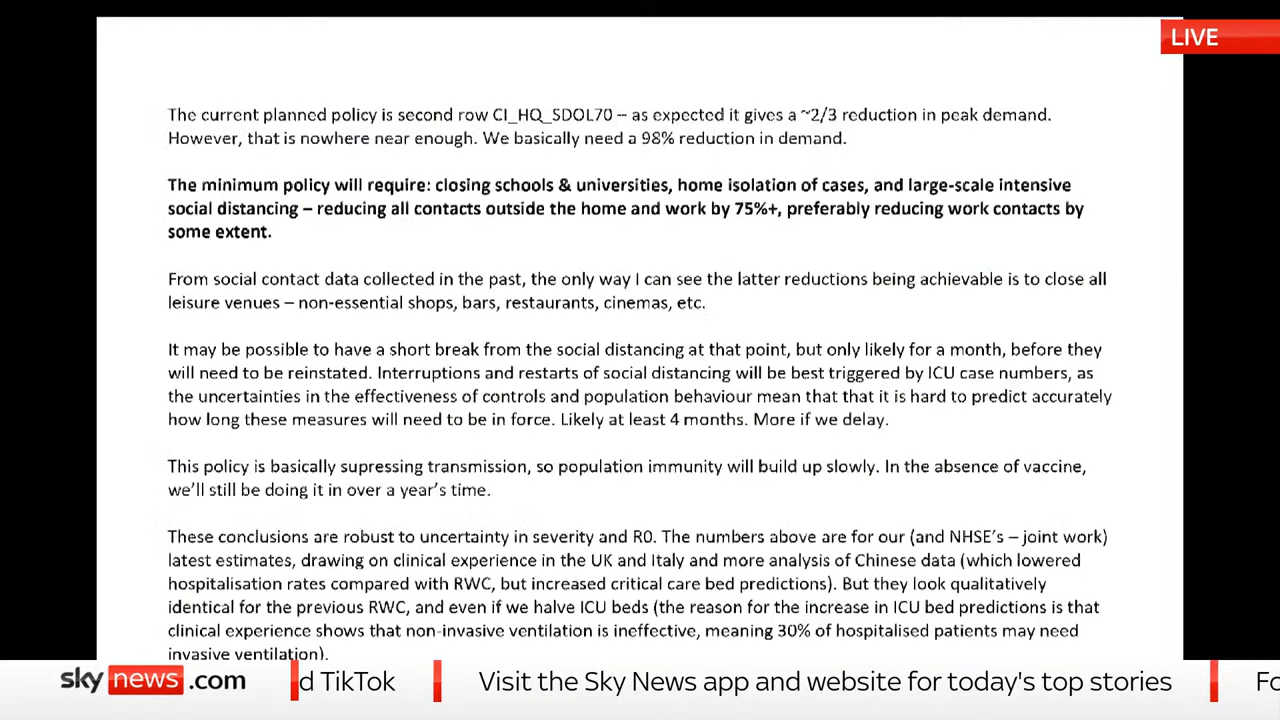 LIVE
The current planned policy is second row CI_HQ_SDOL70 – as expected it gives a ~2/3 reduction in peak demand.
However, that is nowhere near enough. We basically need a 98% reduction in demand.
The minimum policy will require: closing schools & universities, home isolation of cases, and large-scale intensive
social distancing – reducing all contacts outside the home and work by 75%+, preferably reducing work contacts by
some extent.
From social contact data collected in the past, the only way I can see the latter reductions being achievable is to close all
leisure venues – non-essential shops, bars, restaurants, cinemas, etc.
It may be possible to have a short break from the social distancing at that point, but only likely for a month, before they
will need to be reinstated. Interruptions and restarts of social distancing will be best triggered by ICU case numbers, as
the uncertainties in the effectiveness of controls and population behaviour mean that that it is hard to predict accurately
how long these measures will need to be in force. Likely at least 4 months. More if we delay.
This policy is basically supressing transmission, so population immunity will build up slowly. In the absence of vaccine,
we'll still be doing it in over a year's time.
These conclusions are robust to uncertainty in severity and R0. The numbers above are for our (and NHSE's – joint work)
latest estimates, drawing on clinical experience in the UK and Italy and more analysis of Chinese data (which lowered
hospitalisation rates compared with RWC, but increased critical care bed predictions). But they look qualitatively
identical for the previous RWC, and even if we halve ICU beds (the reason for the increase in ICU bed predictions is that
clinical experience shows that non-invasive ventilation is ineffective, meaning 30% of hospitalised patients may need
invasive ventilation).
sky news .com d TikTok Visit the Sky News app and website for today's top stories Fo